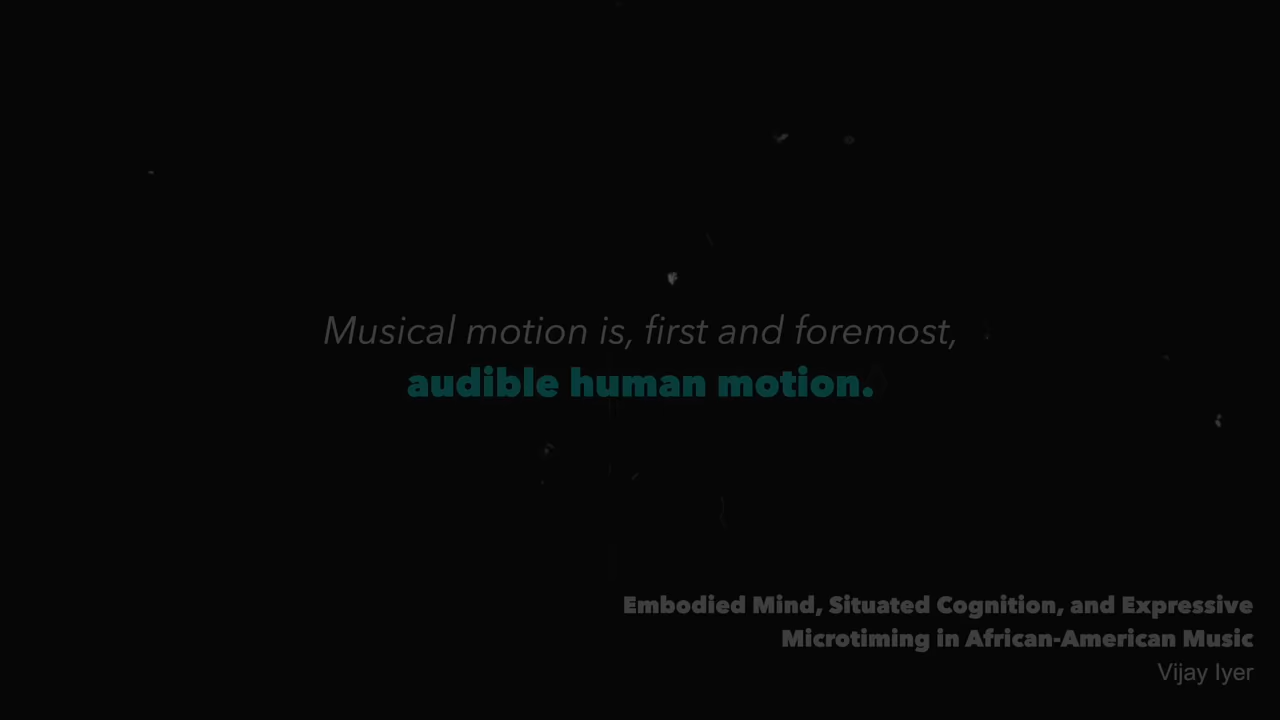 Musical motion is, first and foremost,
audible human motion.
Embodied Mind, Situated Cognition, and Expressive
Microtiming in African-American Music
Vijay Iyer